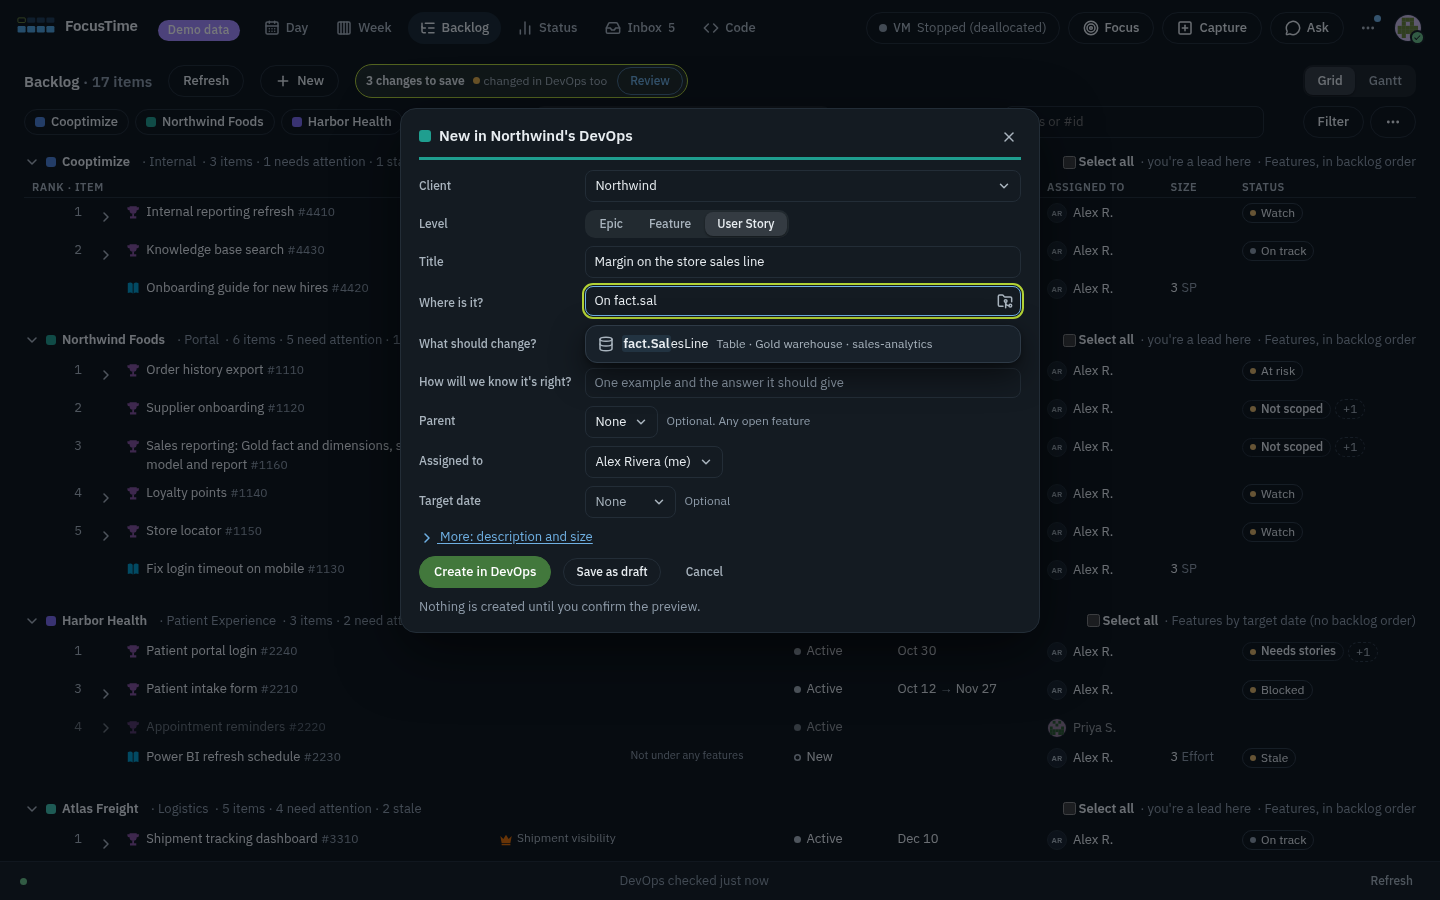 FocusTime Demo data Day Week Backlog Status Inbox 5 Code VM Stopped (deallocated) Focus Capture Ask
Backlog · 17 items Refresh New 3 changes to save changed in DevOps too Review Grid Gantt
Cooptimize Northwind Foods Harbor Health s or #id Filter
Cooptimize · Internal · 3 items · 1 needs attention · 1 sta Select all · you're a lead here · Features, in backlog order
RANK · ITEM ASSIGNED TO SIZE STATUS
1 Internal reporting refresh #4410 AR Alex R. Watch
2 Knowledge base search #4430 AR Alex R. On track
Onboarding guide for new hires #4420 AR Alex R. 3 SP
Northwind Foods · Portal · 6 items · 5 need attention · 1 Select all · you're a lead here · Features, in backlog order
1 Order history export #1110 AR Alex R. At risk
2 Supplier onboarding #1120 AR Alex R. Not scoped +1
3 Sales reporting: Gold fact and dimensions, s AR Alex R. Not scoped +1
model and report #1160
4 Loyalty points #1140 AR Alex R. Watch
5 Store locator #1150 AR Alex R. Watch
Fix login timeout on mobile #1130 AR Alex R. 3 SP
Harbor Health · Patient Experience · 3 items · 2 need att Select all · Features by target date (no backlog order)
1 Patient portal login #2240 Active Oct 30 AR Alex R. Needs stories +1
3 Patient intake form #2210 Active Oct 12 → Nov 27 AR Alex R. Blocked
4 Appointment reminders #2220 Active Priya S.
Power BI refresh schedule #2230 Not under any features New AR Alex R. 3 Effort Stale
Atlas Freight · Logistics · 5 items · 4 need attention · 2 stale Select all · you're a lead here · Features, in backlog order
1 Shipment tracking dashboard #3310 Shipment visibility Active Dec 10 AR Alex R. On track
DevOps checked just now Refresh
New in Northwind's DevOps
Client Northwind
Level Epic Feature User Story
Title Margin on the store sales line
Where is it? On fact.sal
fact.SalesLine Table · Gold warehouse · sales-analytics
What should change?
How will we know it's right? One example and the answer it should give
Parent None Optional. Any open feature
Assigned to Alex Rivera (me)
Target date None Optional
More: description and size
Create in DevOps Save as draft Cancel
Nothing is created until you confirm the preview.